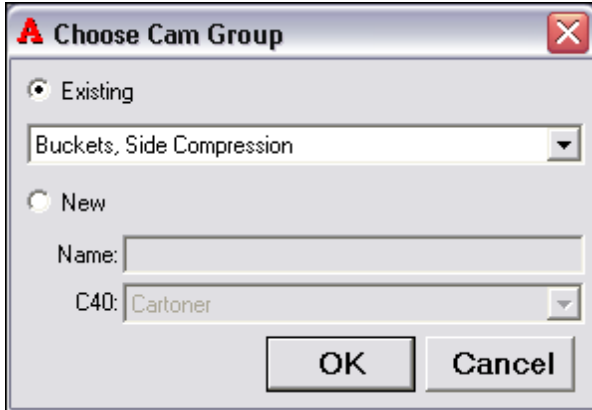 A Choose Cam Group
Existing
Buckets, Side Compression
New
Name:
C40: Cartoner
OK Cancel